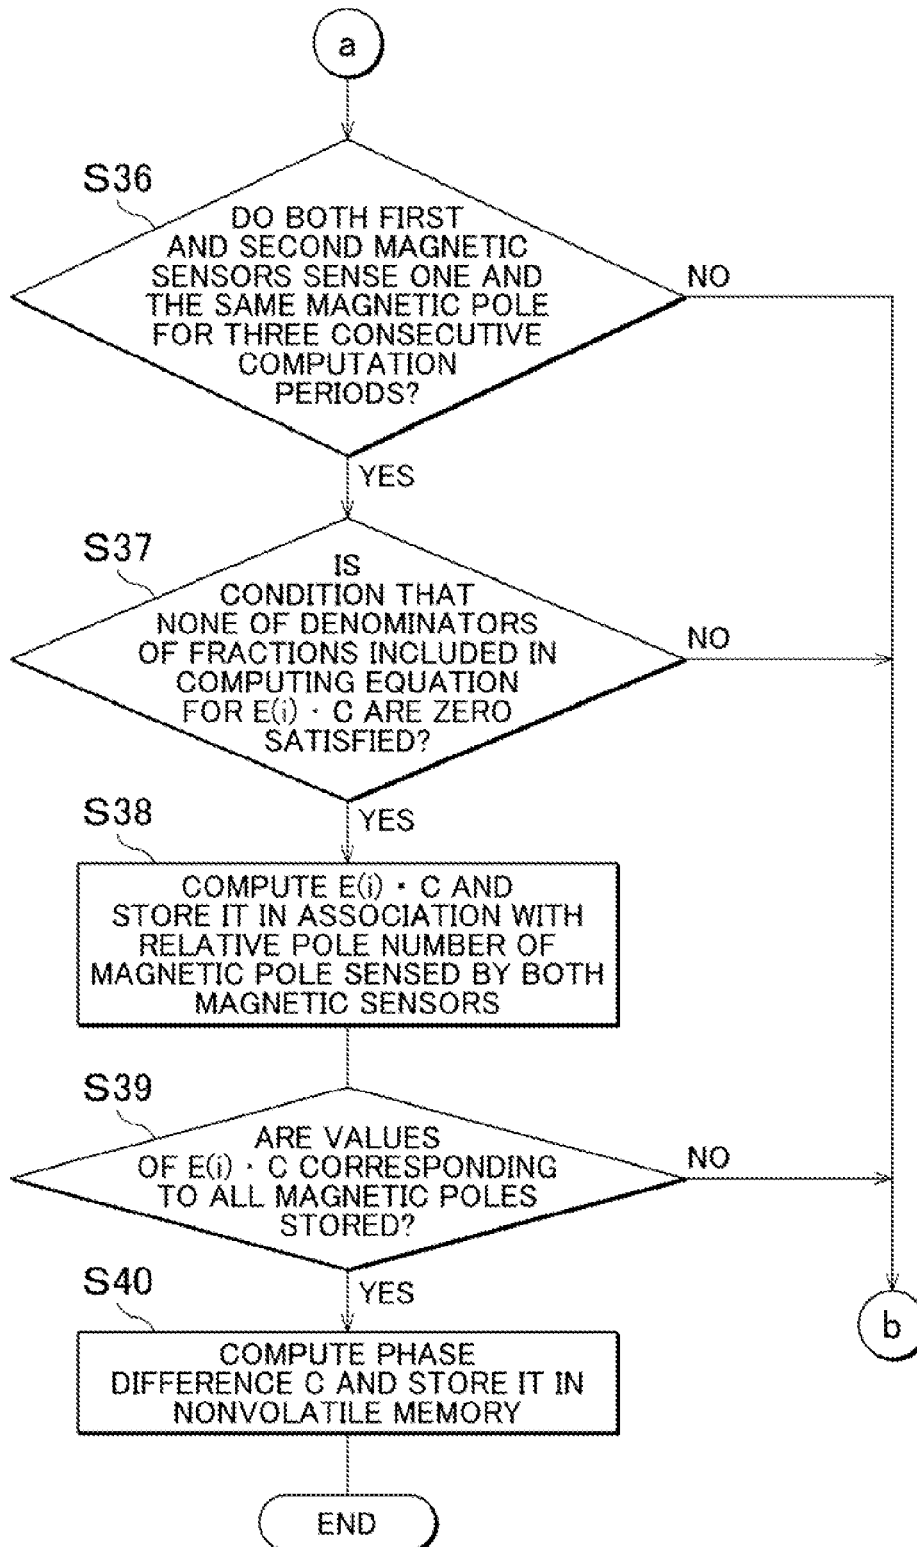 a
S36
DO BOTH FIRST
AND SECOND MAGNETIC
SENSORS SENSE ONE AND
THE SAME MAGNETIC POLE
FOR THREE CONSECUTIVE
COMPUTATION
PERIODS?
NO
YES
S37
IS
CONDITION THAT
NONE OF DENOMINATORS
OF FRACTIONS INCLUDED IN
COMPUTING EQUATION
FOR E(i) · C ARE ZERO
SATISFIED?
NO
YES
S38
COMPUTE E(i) · C AND
STORE IT IN ASSOCIATION WITH
RELATIVE POLE NUMBER OF
MAGNETIC POLE SENSED BY BOTH
MAGNETIC SENSORS
S39
ARE VALUES
OF E(i) · C CORRESPONDING
TO ALL MAGNETIC POLES
STORED?
NO
YES
S40
COMPUTE PHASE
DIFFERENCE C AND STORE IT IN
NONVOLATILE MEMORY
b
END